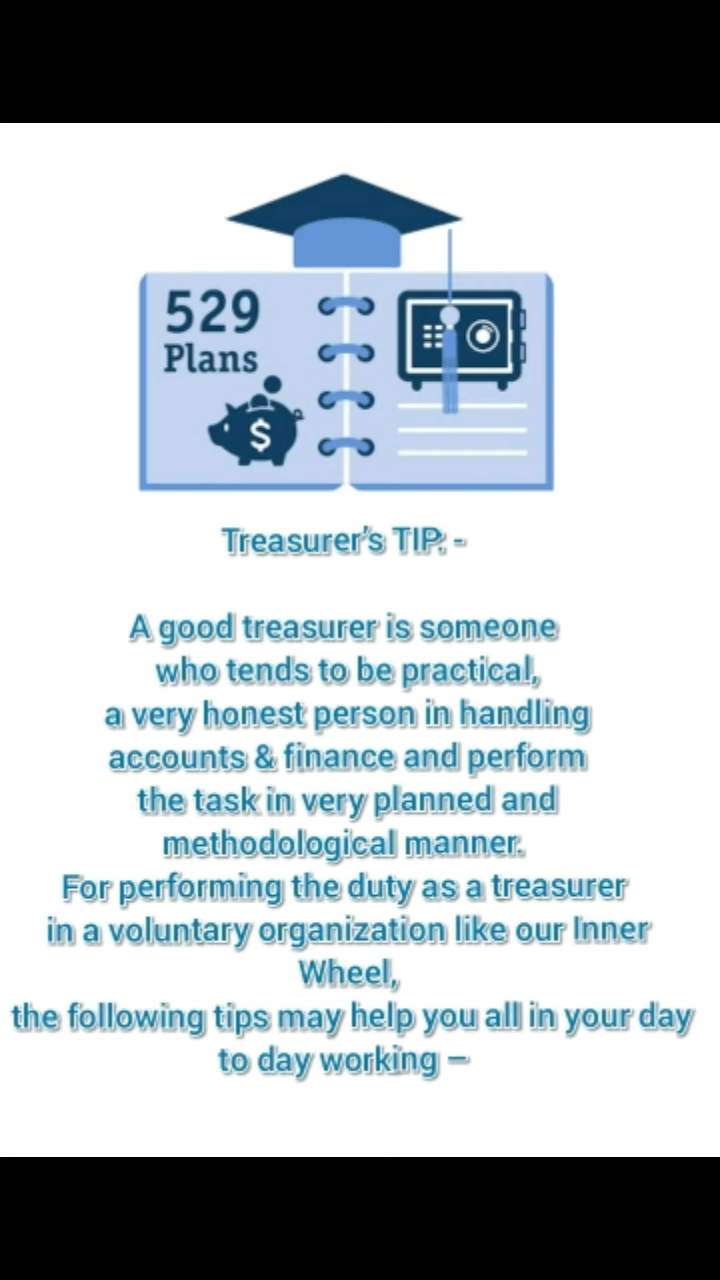 529
Plans
$
Treasurer's TIP. -
A good treasurer is someone
who tends to be practical,
a very honest person in handling
accounts & finance and perform
the task in very planned and
methodological manner.
For performing the duty as a treasurer
in a voluntary organization like our Inner
Wheel,
the following tips may help you all in your day
to day working –